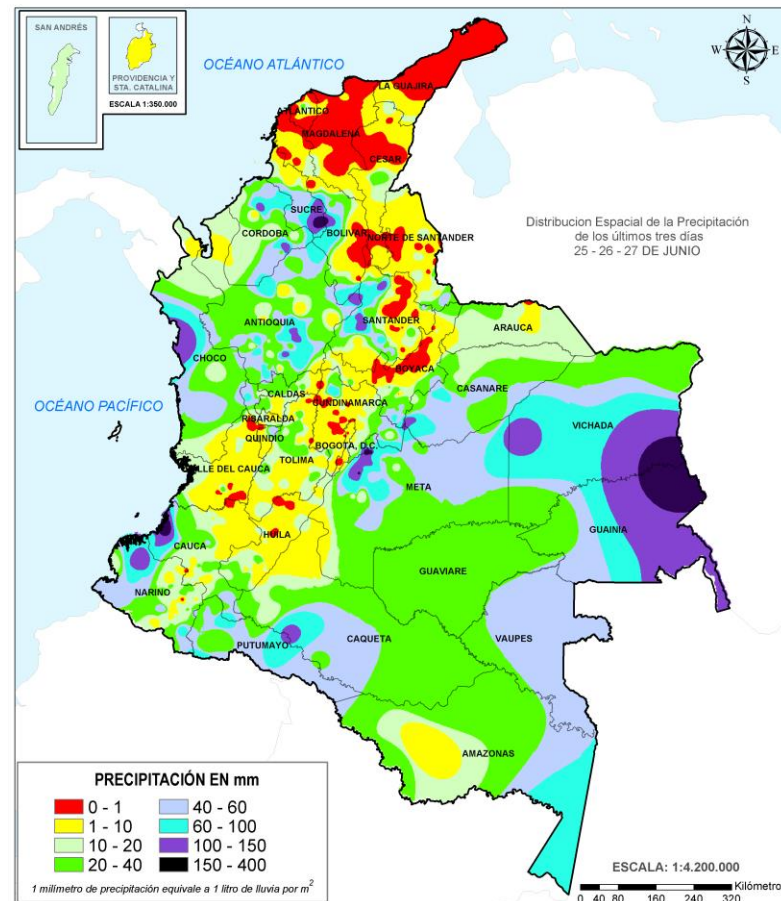 SAN ANDRÉS
PROVIDENCIA Y
STA. CATALINA
ESCALA 1:350.000
OCÉANO ATLÁNTICO
N
W E
S
LA GUAJIRA
ATLANTICO
MAGDALENA
CESAR
SUCRE
CORDOBA
BOLIVAR
NORTE DE SANTANDER
Distribucion Espacial de la Precipitación
de los últimos tres días
25 - 26 - 27 DE JUNIO
ANTIOQUIA
SANTANDER
ARAUCA
CHOCO
BOYACA
CASANARE
OCÉANO PACÍFICO
CALDAS
CUNDINAMARCA
RISARALDA
VICHADA
QUINDIO
BOGOTA, D.C.
TOLIMA
VALLE DEL CAUCA
META
GUAINIA
HUILA
CAUCA
GUAVIARE
NARIÑO
CAQUETA
VAUPES
PUTUMAYO
AMAZONAS
PRECIPITACIÓN EN mm
0 - 1 40 - 60
1 - 10 60 - 100
10 - 20 100 - 150
20 - 40 150 - 400
1 milímetro de precipitación equivale a 1 litro de lluvia por m²
ESCALA: 1:4.200.000
Kilómet
0 40 80 160 240 320